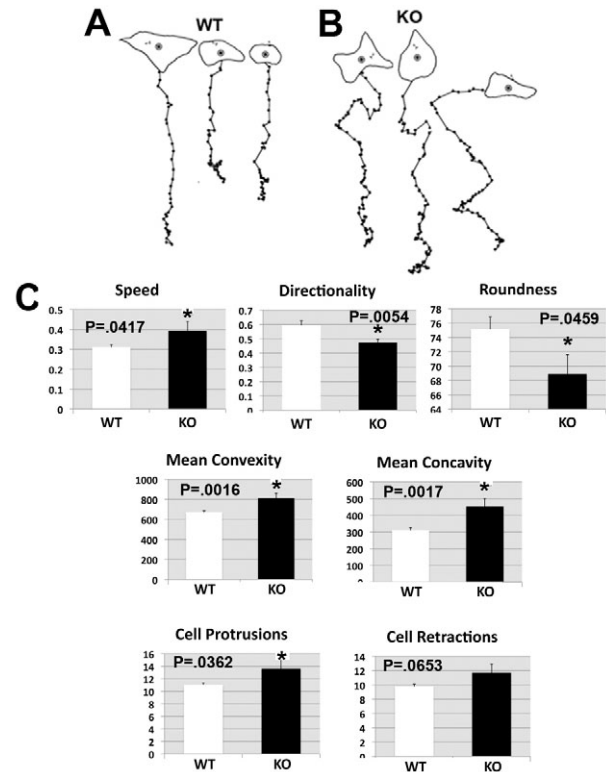 A WT B KO
C
Speed
0.5
0.4
0.3
0.2
0.1
0
P=.0417
*
WT KO
Directionality
0.7
0.6
0.5
0.4
0.3
0.2
0.1
0
P=.0054
*
WT KO
Roundness
78
76
74
72
70
68
66
64
P=.0459
*
WT KO
Mean Convexity
1000
800
600
400
200
0
P=.0016
*
WT KO
Mean Concavity
600
500
400
300
200
100
0
P=.0017
*
WT KO
Cell Protrusions
16
14
12
10
8
6
4
2
0
P=.0362
*
WT KO
Cell Retractions
14
12
10
8
6
4
2
0
P=.0653
WT KO